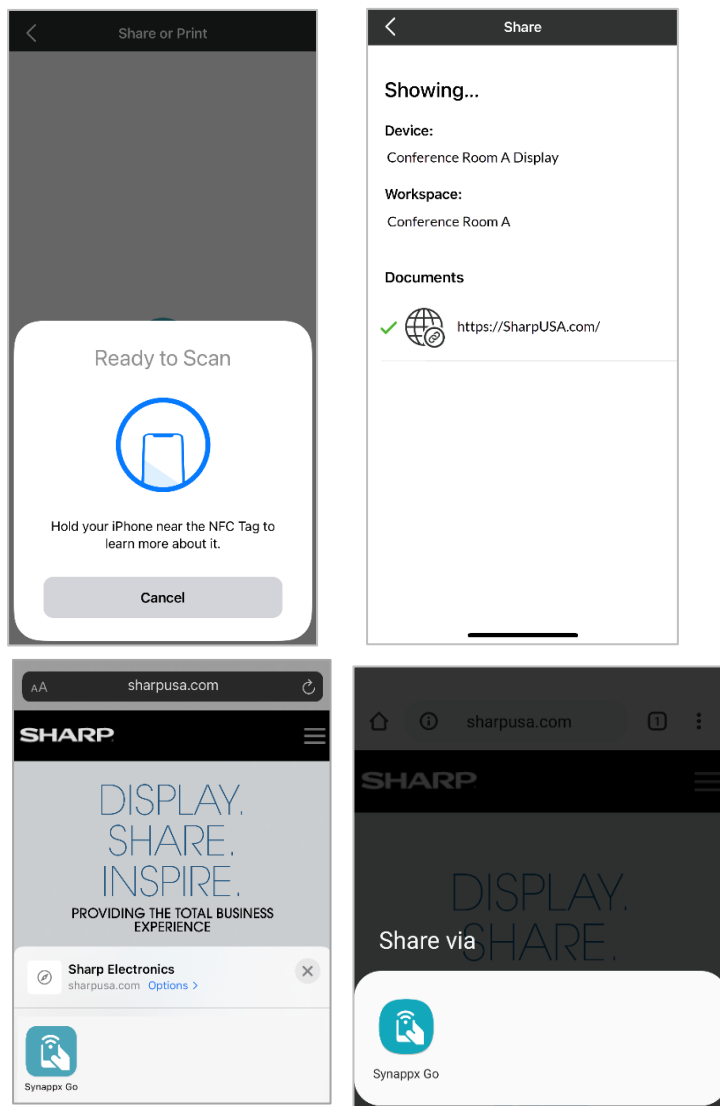 Share or Print
Ready to Scan
Hold your iPhone near the NFC Tag to
learn more about it.
Cancel
Share
Showing...
Device:
Conference Room A Display
Workspace:
Conference Room A
Documents
https://SharpUSA.com/
AA
sharpusa.com
SHARP
DISPLAY.
SHARE.
INSPIRE.
PROVIDING THE TOTAL BUSINESS
EXPERIENCE
Sharp Electronics
sharpusa.com Options >
Synappx Go
sharpusa.com
1
SHARP
DISPLAY.
SHARE.
Share via
Synappx Go